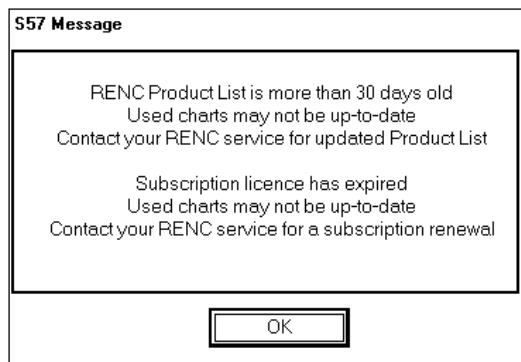 S57 Message
RENC Product List is more than 30 days old
Used charts may not be up-to-date
Contact your RENC service for updated Product List
Subscription licence has expired
Used charts may not be up-to-date
Contact your RENC service for a subscription renewal
OK